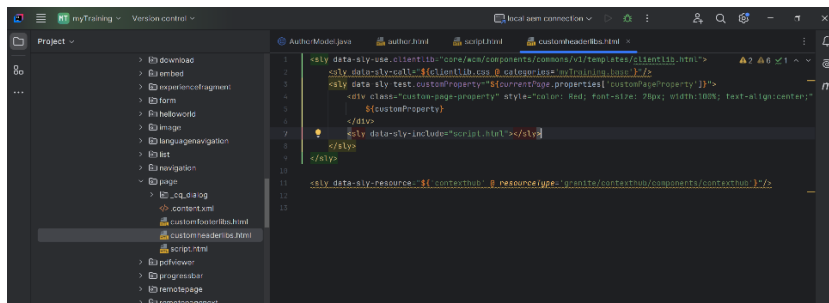 MT myTraining Version control
local aem connection
Project
AuthorModel.java author.html script.html customheaderlibs.html
download
embed
experiencefragment
form
helloworld
image
languagenavigation
list
navigation
page
_cq_dialog
.content.xml
customfooterlibs.html
customheaderlibs.html
script.html
pdfviewer
progressbar
remotepage
remotepagenext
1 <sly data-sly-use.clientlib="core/wcm/components/commons/v1/templates/clientlib.html">
2 <sly data-sly-call="${clientlib.css @ categories='myTraining.base'}"/>
3 <sly data-sly-test.customProperty="${currentPage.properties['customPageProperty']}">
4 <div class="custom-page-property" style="color: Red; font-size: 28px; width:100%; text-align:center;"
5 ${customProperty}
6 </div>
7 <sly data-sly-include="script.html"></sly>
8 </sly>
9 </sly>
10
11 <sly data-sly-resource="${'contexthub' @ resourceType='granite/contexthub/components/contexthub'}"/>
12
13
2 6 1